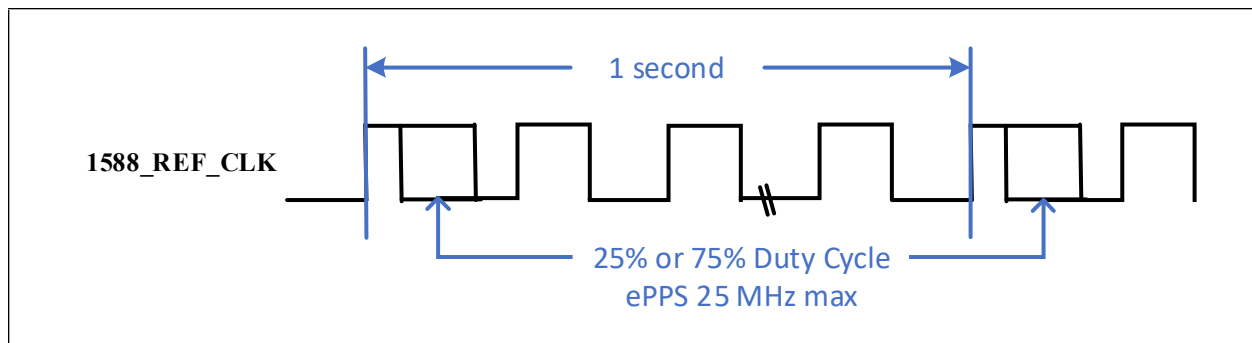 1 second
1588_REF_CLK
25% or 75% Duty Cycle
ePPS 25 MHz max